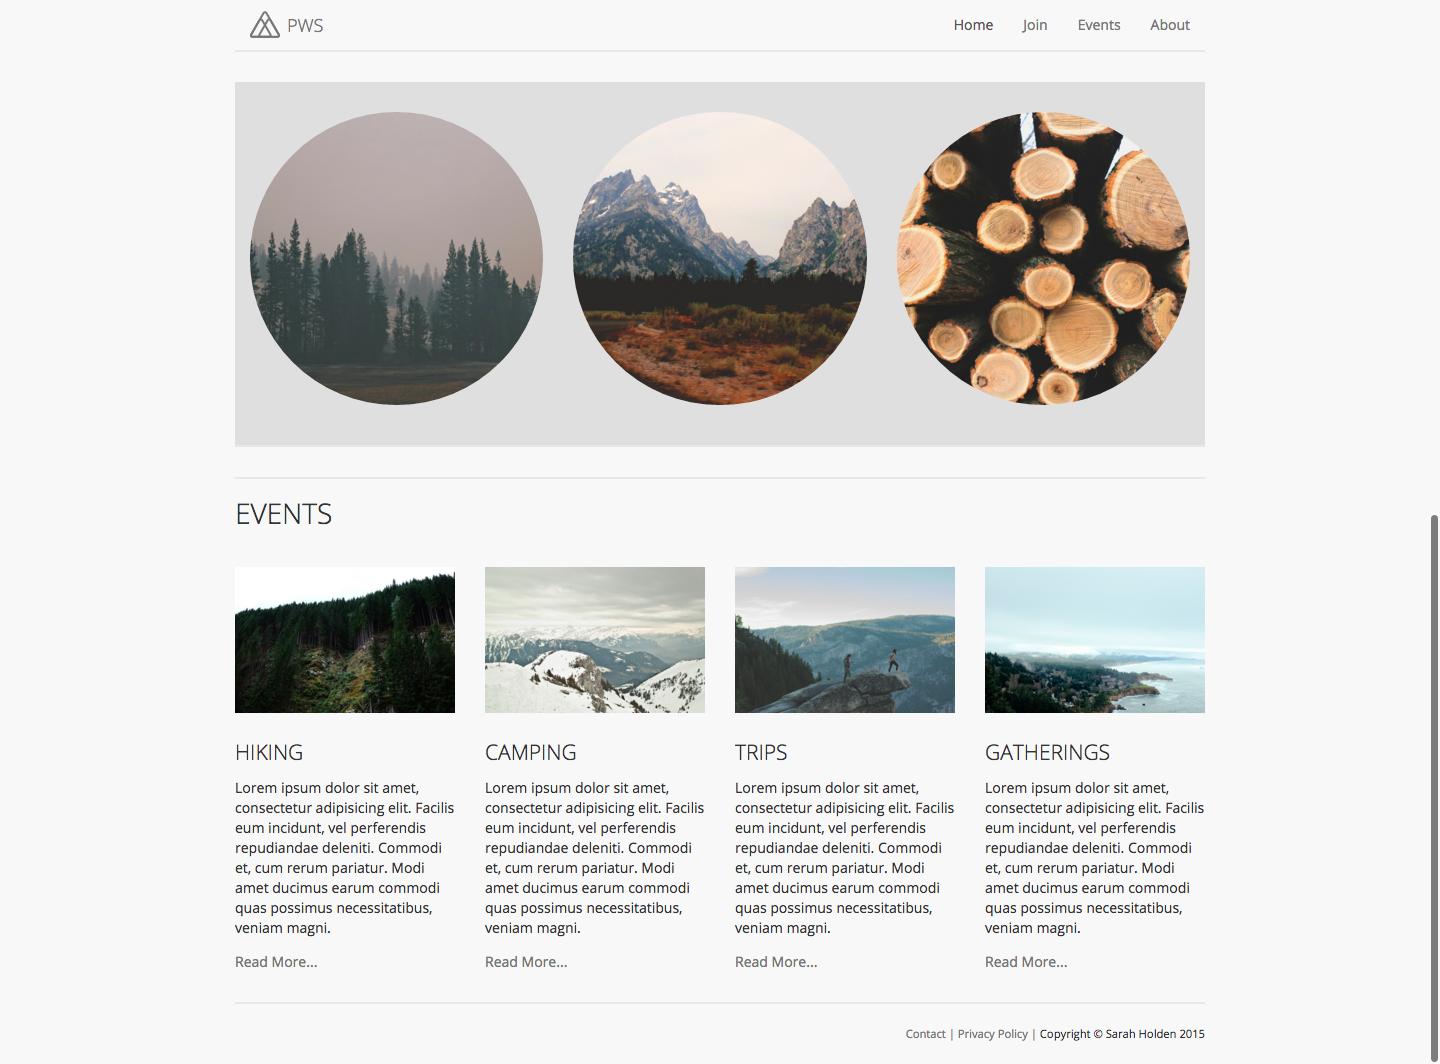 PWS
Home Join Events About
EVENTS
HIKING
Lorem ipsum dolor sit amet,
consectetur adipisicing elit. Facilis
eum incidunt, vel perferendis
repudiandae deleniti. Commodi
et, cum rerum pariatur. Modi
amet ducimus earum commodi
quas possimus necessitatibus,
veniam magni.
Read More...
CAMPING
Lorem ipsum dolor sit amet,
consectetur adipisicing elit. Facilis
eum incidunt, vel perferendis
repudiandae deleniti. Commodi
et, cum rerum pariatur. Modi
amet ducimus earum commodi
quas possimus necessitatibus,
veniam magni.
Read More...
TRIPS
Lorem ipsum dolor sit amet,
consectetur adipisicing elit. Facilis
eum incidunt, vel perferendis
repudiandae deleniti. Commodi
et, cum rerum pariatur. Modi
amet ducimus earum commodi
quas possimus necessitatibus,
veniam magni.
Read More...
GATHERINGS
Lorem ipsum dolor sit amet,
consectetur adipisicing elit. Facilis
eum incidunt, vel perferendis
repudiandae deleniti. Commodi
et, cum rerum pariatur. Modi
amet ducimus earum commodi
quas possimus necessitatibus,
veniam magni.
Read More...
Contact | Privacy Policy | Copyright © Sarah Holden 2015